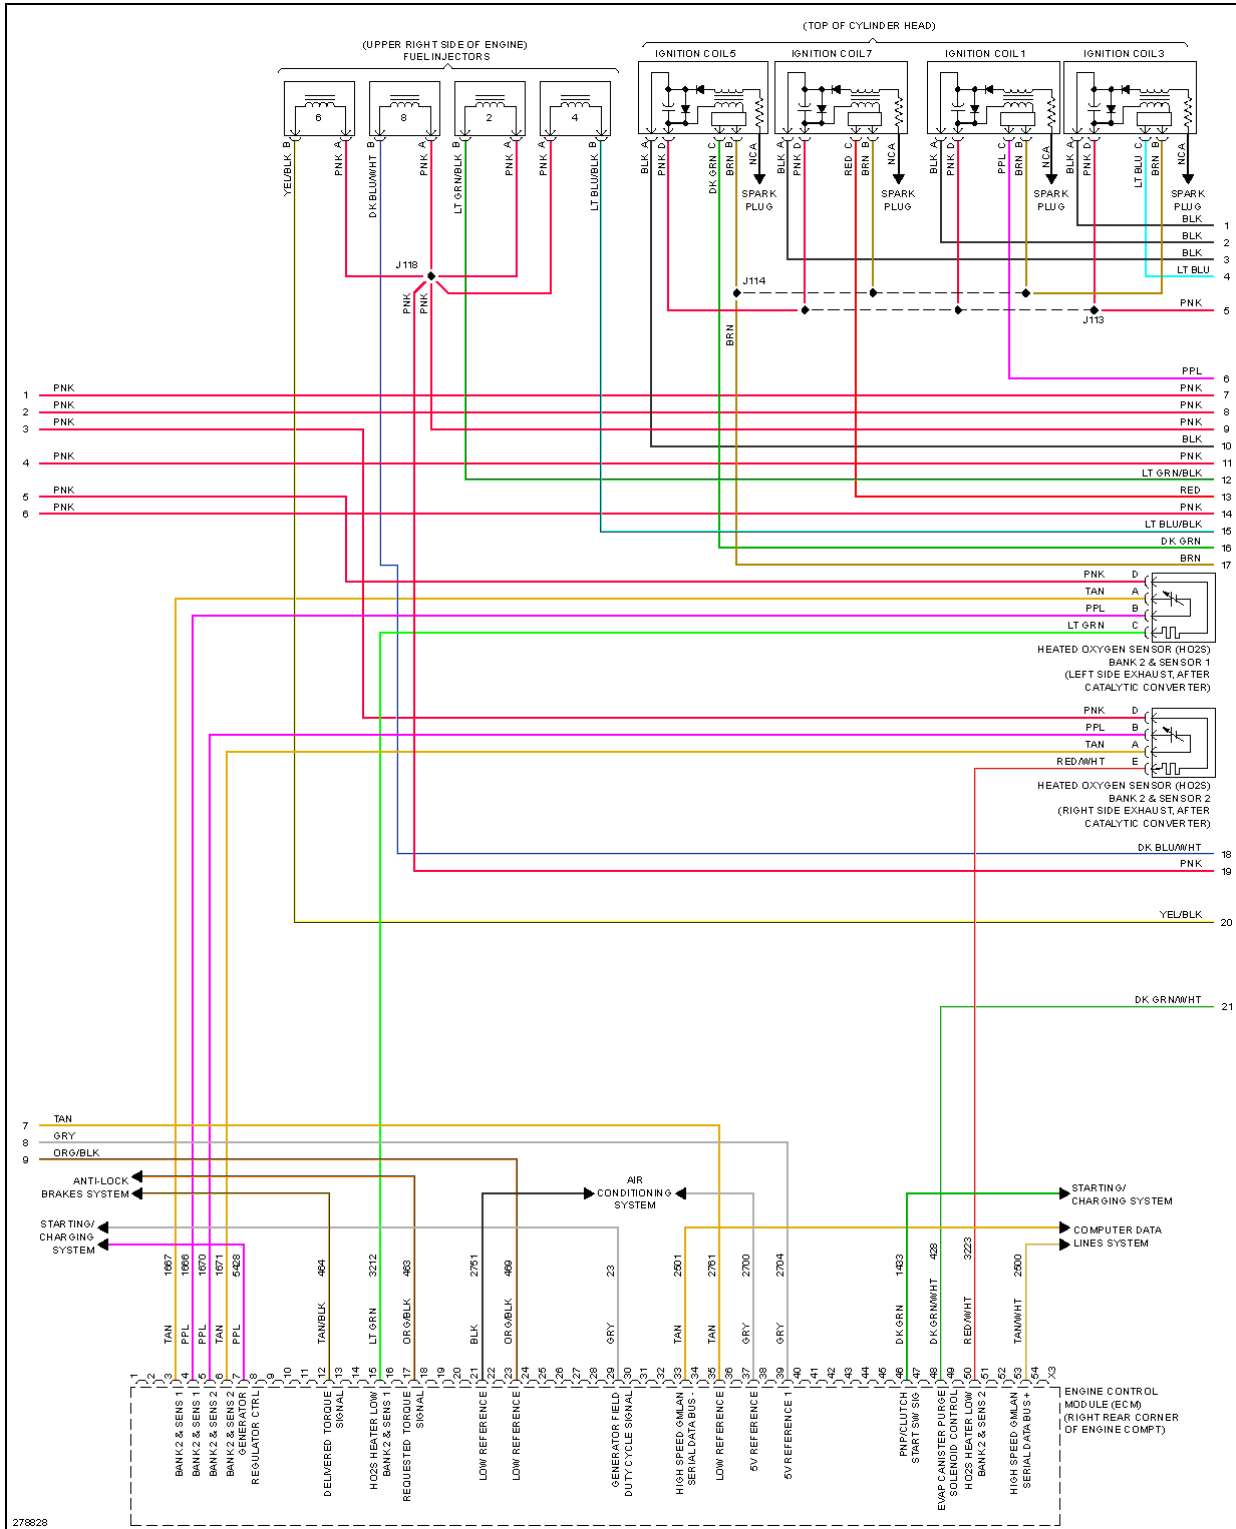 (TOP OF CYLINDER HEAD)
(UPPER RIGHT SIDE OF ENGINE)
FUEL INJECTORS
IGNITION COIL 5
IGNITION COIL 7
IGNITION COIL 1
IGNITION COIL 3
6
8
2
4
B
A
B
A
B
A
A
B
A
D
C
B
A
D
C
B
A
D
C
B
A
D
C
B
YEL/BLK
PNK
DK BLU/WHT
PNK
LT GRN/BLK
PNK
PNK
LT BLU/BLK
BLK
PNK
DK GRN
BRN
NCA
BLK
PNK
RED
BRN
NCA
BLK
PNK
PPL
BRN
NCA
BLK
PNK
LT BLU
BRN
NCA
SPARK
PLUG
SPARK
PLUG
SPARK
PLUG
SPARK
PLUG
BLK 1
BLK 2
BLK 3
LT BLU 4
J118
J114
PNK
PNK
BRN
J113
PNK 5
PPL 6
1 PNK
PNK 7
2 PNK
PNK 8
3 PNK
PNK 9
BLK 10
4 PNK
PNK 11
LT GRN/BLK 12
5 PNK
RED 13
6 PNK
PNK 14
LT BLU/BLK 15
DK GRN 16
BRN 17
PNK D
TAN A
PPL B
LT GRN C
HEATED OXYGEN SENSOR (HO2S)
BANK 2 & SENSOR 1
(LEFT SIDE EXHAUST, AFTER
CATALYTIC CONVERTER)
PNK D
PPL B
TAN A
RED/WHT E
HEATED OXYGEN SENSOR (HO2S)
BANK 2 & SENSOR 2
(RIGHT SIDE EXHAUST, AFTER
CATALYTIC CONVERTER)
DK BLU/WHT 18
PNK 19
YEL/BLK 20
DK GRN/WHT 21
7 TAN
8 GRY
9 ORG/BLK
ANTI-LOCK
BRAKES SYSTEM
AIR
CONDITIONING
SYSTEM
STARTING/
CHARGING SYSTEM
STARTING/
CHARGING
SYSTEM
COMPUTER DATA
LINES SYSTEM
1667
1666
1670
1671
5428
464
3212
463
2751
469
23
2501
2761
2700
2704
1433
428
3223
2500
TAN
PPL
PPL
TAN
PPL
TAN/BLK
LT GRN
ORG/BLK
BLK
ORG/BLK
GRY
TAN
TAN
GRY
GRY
DK GRN
DK GRN/WHT
RED/WHT
TAN/WHT
1
2
3
4
5
6
7
8
9
10
11
12
13
14
15
16
17
18
19
20
21
22
23
24
25
26
27
28
29
30
31
32
33
34
35
36
37
38
39
40
41
42
43
44
45
46
47
48
49
50
51
52
53
54
X3
BANK 2 & SENS 1
BANK 2 & SENS 1
BANK 2 & SENS 2
BANK 2 & SENS 2
GENERATOR
REGULATOR CTRL
DELIVERED TORQUE
SIGNAL
HO2S HEATER LOW
BANK 2 & SENS 1
REQUESTED TORQUE
SIGNAL
LOW REFERENCE
LOW REFERENCE
GENERATOR FIELD
DUTY CYCLE SIGNAL
HIGH SPEED GMLAN
SERIAL DATA BUS -
LOW REFERENCE
5V REFERENCE
5V REFERENCE 1
PNP/CLUTCH
START SW SIG
EVAP CANISTER PURGE
SOLENOID CONTROL
HO2S HEATER LOW
BANK 2 & SENS 2
HIGH SPEED GMLAN
SERIAL DATA BUS +
ENGINE CONTROL
MODULE (ECM)
(RIGHT REAR CORNER
OF ENGINE COMPT)
278828